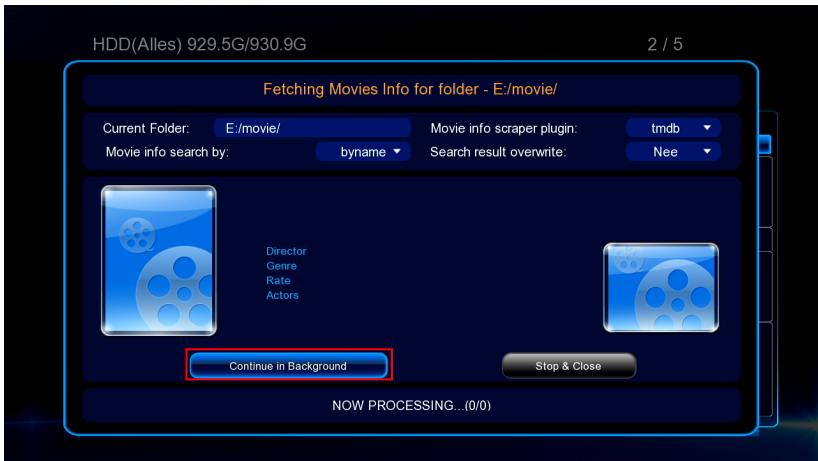 HDD(Alles) 929.5G/930.9G 2 / 5
Fetching Movies Info for folder - E:/movie/
Current Folder: E:/movie/ Movie info scraper plugin: tmdb
Movie info search by: byname Search result overwrite: Nee
Director
Genre
Rate
Actors
Continue in Background Stop & Close
NOW PROCESSING...(0/0)